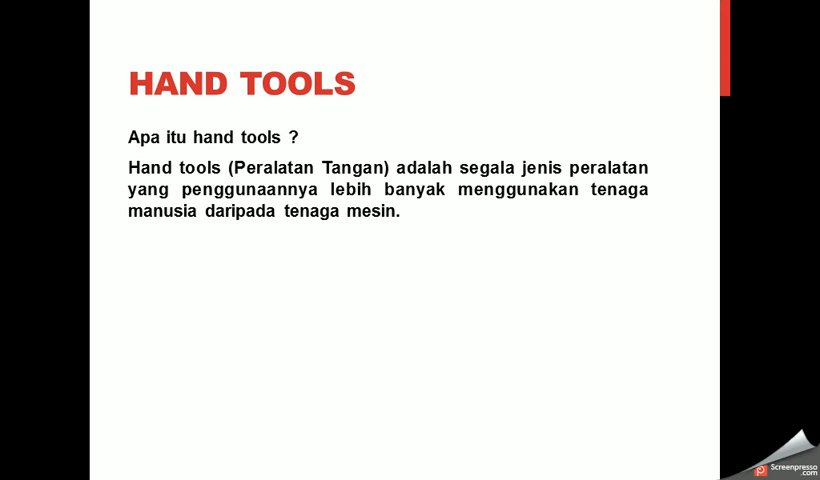 HAND TOOLS
Apa itu hand tools ?
Hand tools (Peralatan Tangan) adalah segala jenis peralatan
yang penggunaannya lebih banyak menggunakan tenaga
manusia daripada tenaga mesin.
Screenpresso
.com